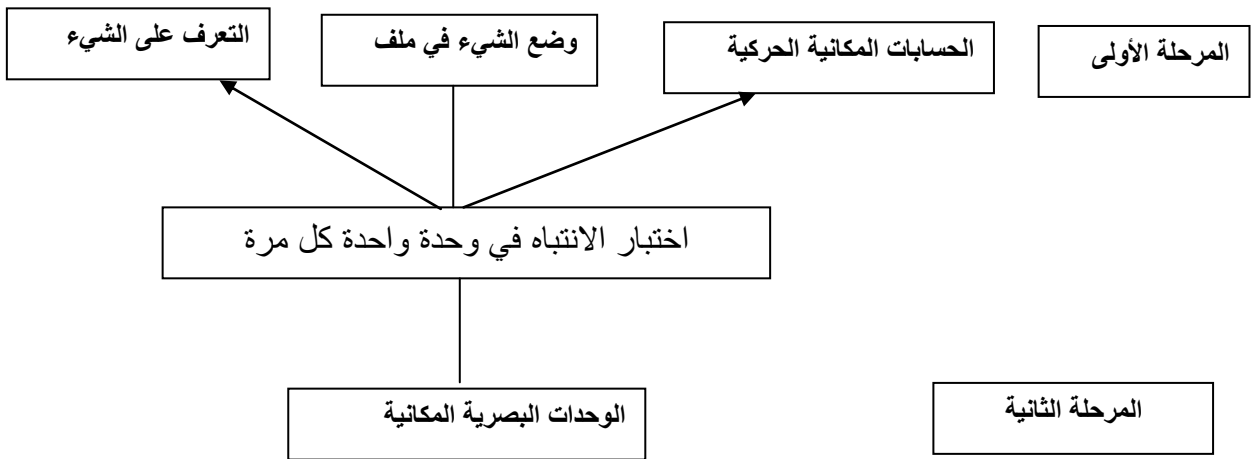 المرحلة الأولى
الحسابات المكانية الحركية
وضع الشيء في ملف
التعرف على الشيء
اختبار الانتباه في وحدة واحدة كل مرة
المرحلة الثانية
الوحدات البصرية المكانية